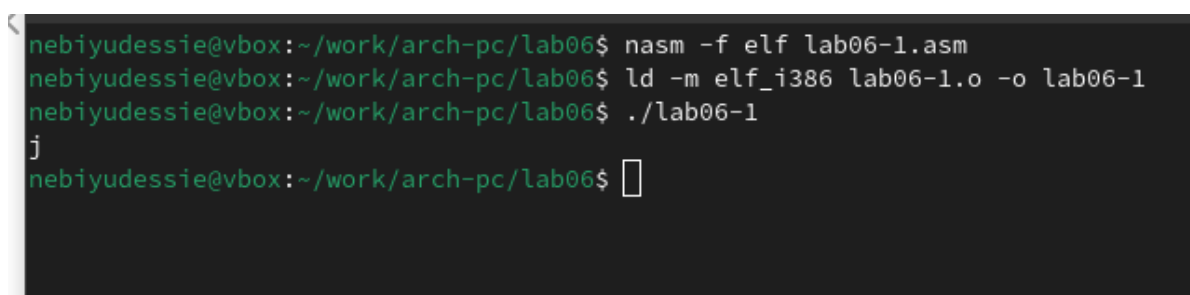 nebiyudessie@vbox:~/work/arch-pc/lab06$ nasm -f elf lab06-1.asm
nebiyudessie@vbox:~/work/arch-pc/lab06$ ld -m elf_i386 lab06-1.o -o lab06-1
nebiyudessie@vbox:~/work/arch-pc/lab06$ ./lab06-1
j
nebiyudessie@vbox:~/work/arch-pc/lab06$